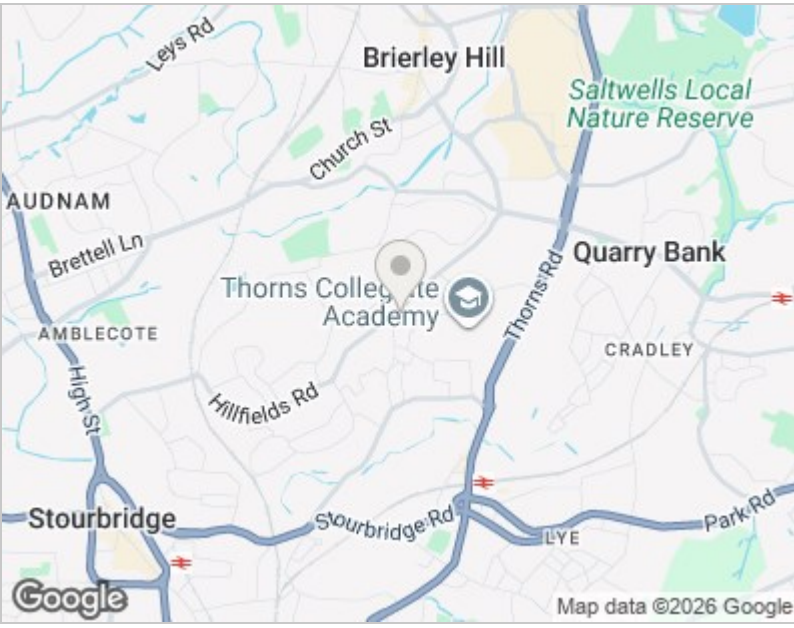 Leys Rd
Brierley Hill
Saltwells Local
Nature Reserve
Church St
AUDNAM
Brettell Ln
Quarry Bank
Thorns Collegiate
Academy
Thorns Rd
AMBLECOTE
CRADLEY
High St
Hillfields Rd
Stourbridge
Stourbridge Rd
Park Rd
LYE
Google
Map data ©2026 Google